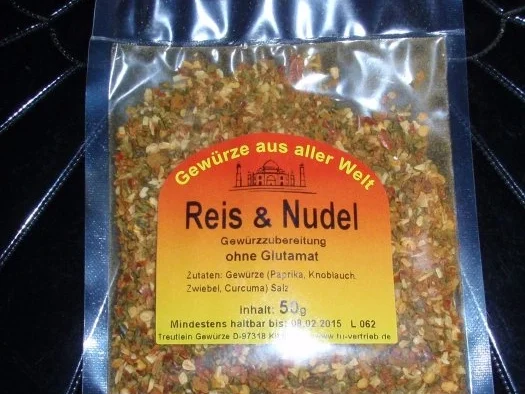 Gewürze aus aller Welt
Reis & Nudel
Gewürzzubereitung
ohne Glutamat
Zutaten: Gewürze (Paprika, Knoblauch,
Zwiebel, Curcuma) Salz
Inhalt: 50g
Mindestens haltbar bis: 08.02.2015 L.062
Treutlein Gewürze D-97318